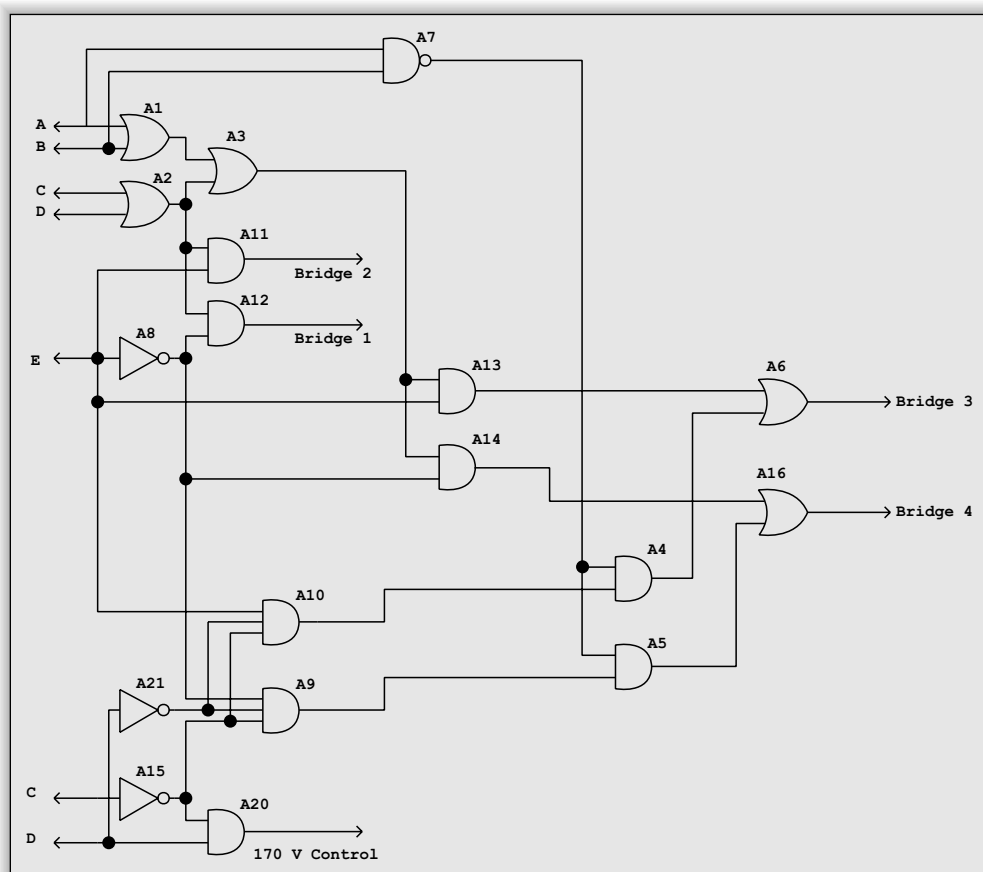 A7
A1
A
A3
B
A2
C
D
A11
Bridge 2
A12
A8
Bridge 1
E
A13
A6
Bridge 3
A14
A16
Bridge 4
A4
A10
A5
A21
A9
A15
C
A20
D
170 V Control